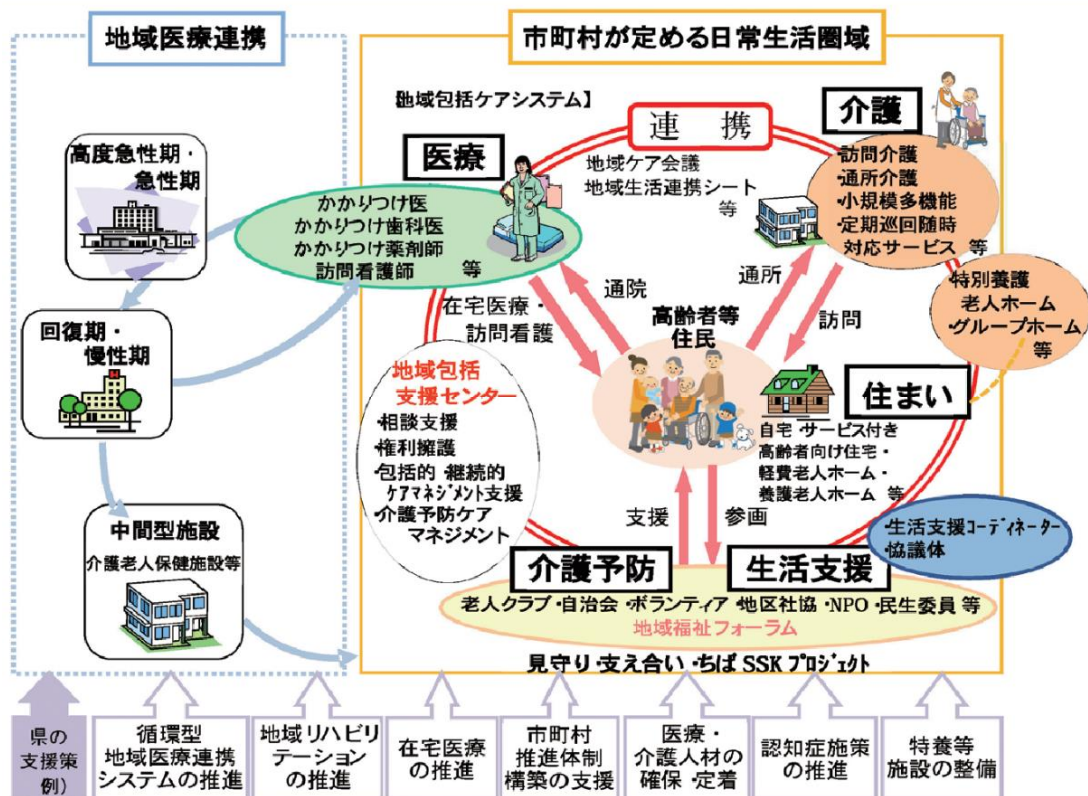 地域医療連携
高度急性期・
急性期
回復期・
慢性期
中間型施設
介護老人保健施設等
市町村が定める日常生活圏域
【地域包括ケアシステム】
連 携
地域ケア会議
地域生活連携シート
等
医療
かかりつけ医
かかりつけ歯科医
かかりつけ薬剤師
訪問看護師 等
介護
・訪問介護
・通所介護
・小規模多機能
・定期巡回随時
対応サービス 等
・特別養護
老人ホーム
・グループホーム
等
在宅医療・
訪問看護
通院
通所
訪問
高齢者等
住民
地域包括
支援センター
・相談支援
・権利擁護
・包括的・継続的
ケアマネジメント支援
・介護予防ケア
マネジメント
住まい
自宅・サービス付き
高齢者向け住宅・
軽費老人ホーム・
養護老人ホーム 等
支援
参画
・生活支援コーディネーター
・協議体
介護予防
生活支援
老人クラブ・自治会・ボランティア・地区社協・NPO・民生委員 等
地域福祉フォーラム
見守り・支え合い・ちばSSKプロジェクト
県の
支援策
例)
循環型
地域医療連携
システムの推進
地域リハビリ
テーション
の推進
在宅医療
の推進
市町村
推進体制
構築の支援
医療・
介護人材の
確保・定着
認知症施策
の推進
特養等
施設の整備